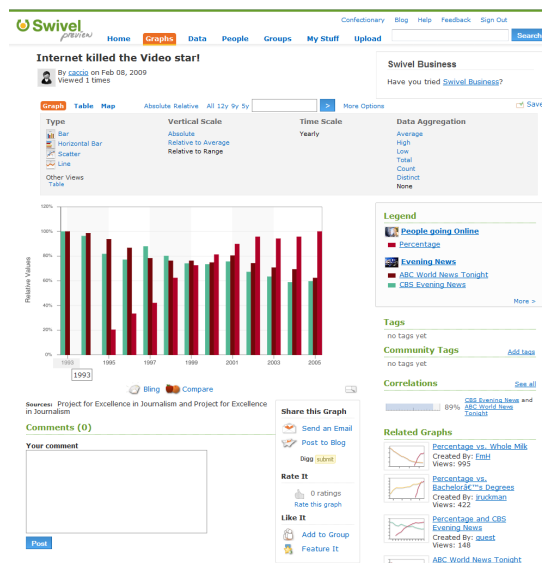 Confectionary Blog Help Feedback Sign Out
Swivel
preview
Home Graphs Data People Groups My Stuff Upload Search
Internet killed the Video star!
By caccio on Feb 08, 2009
Viewed 1 times
Swivel Business
Have you tried Swivel Business?
Graph Table Map Absolute Relative All 12y 9y 5y > More Options Save
Type
Bar
Horizontal Bar
Scatter
Line
Other Views
Table
Vertical Scale
Absolute
Relative to Average
Relative to Range
Time Scale
Yearly
Data Aggregation
Average
High
Low
Total
Count
Distinct
None
Relative Values
120%
100%
80%
60%
40%
20%
0%
1993 1995 1997 1999 2001 2003 2005
1993
Bling Compare
Sources: Project for Excellence in Journalism and Project for Excellence
in Journalism
Comments (0)
Your comment
Post
Share this Graph
Send an Email
Post to Blog
Digg submit
Rate It
0 ratings
Rate this graph
Like It
Add to Group
Feature It
Legend
People going Online
Percentage
Evening News
ABC World News Tonight
CBS Evening News
More >
Tags
no tags yet
Community Tags Add tags
no tags yet
Correlations See all
89% CBS Evening News and
ABC World News
Tonight
Related Graphs
Percentage vs. Whole Milk
Created By: FmH
Views: 995
Percentage vs.
Bachelorâ€™s Degrees
Created By: jruckman
Views: 422
Percentage and CBS
Evening News
Created By: guest
Views: 148
ABC World News Tonight